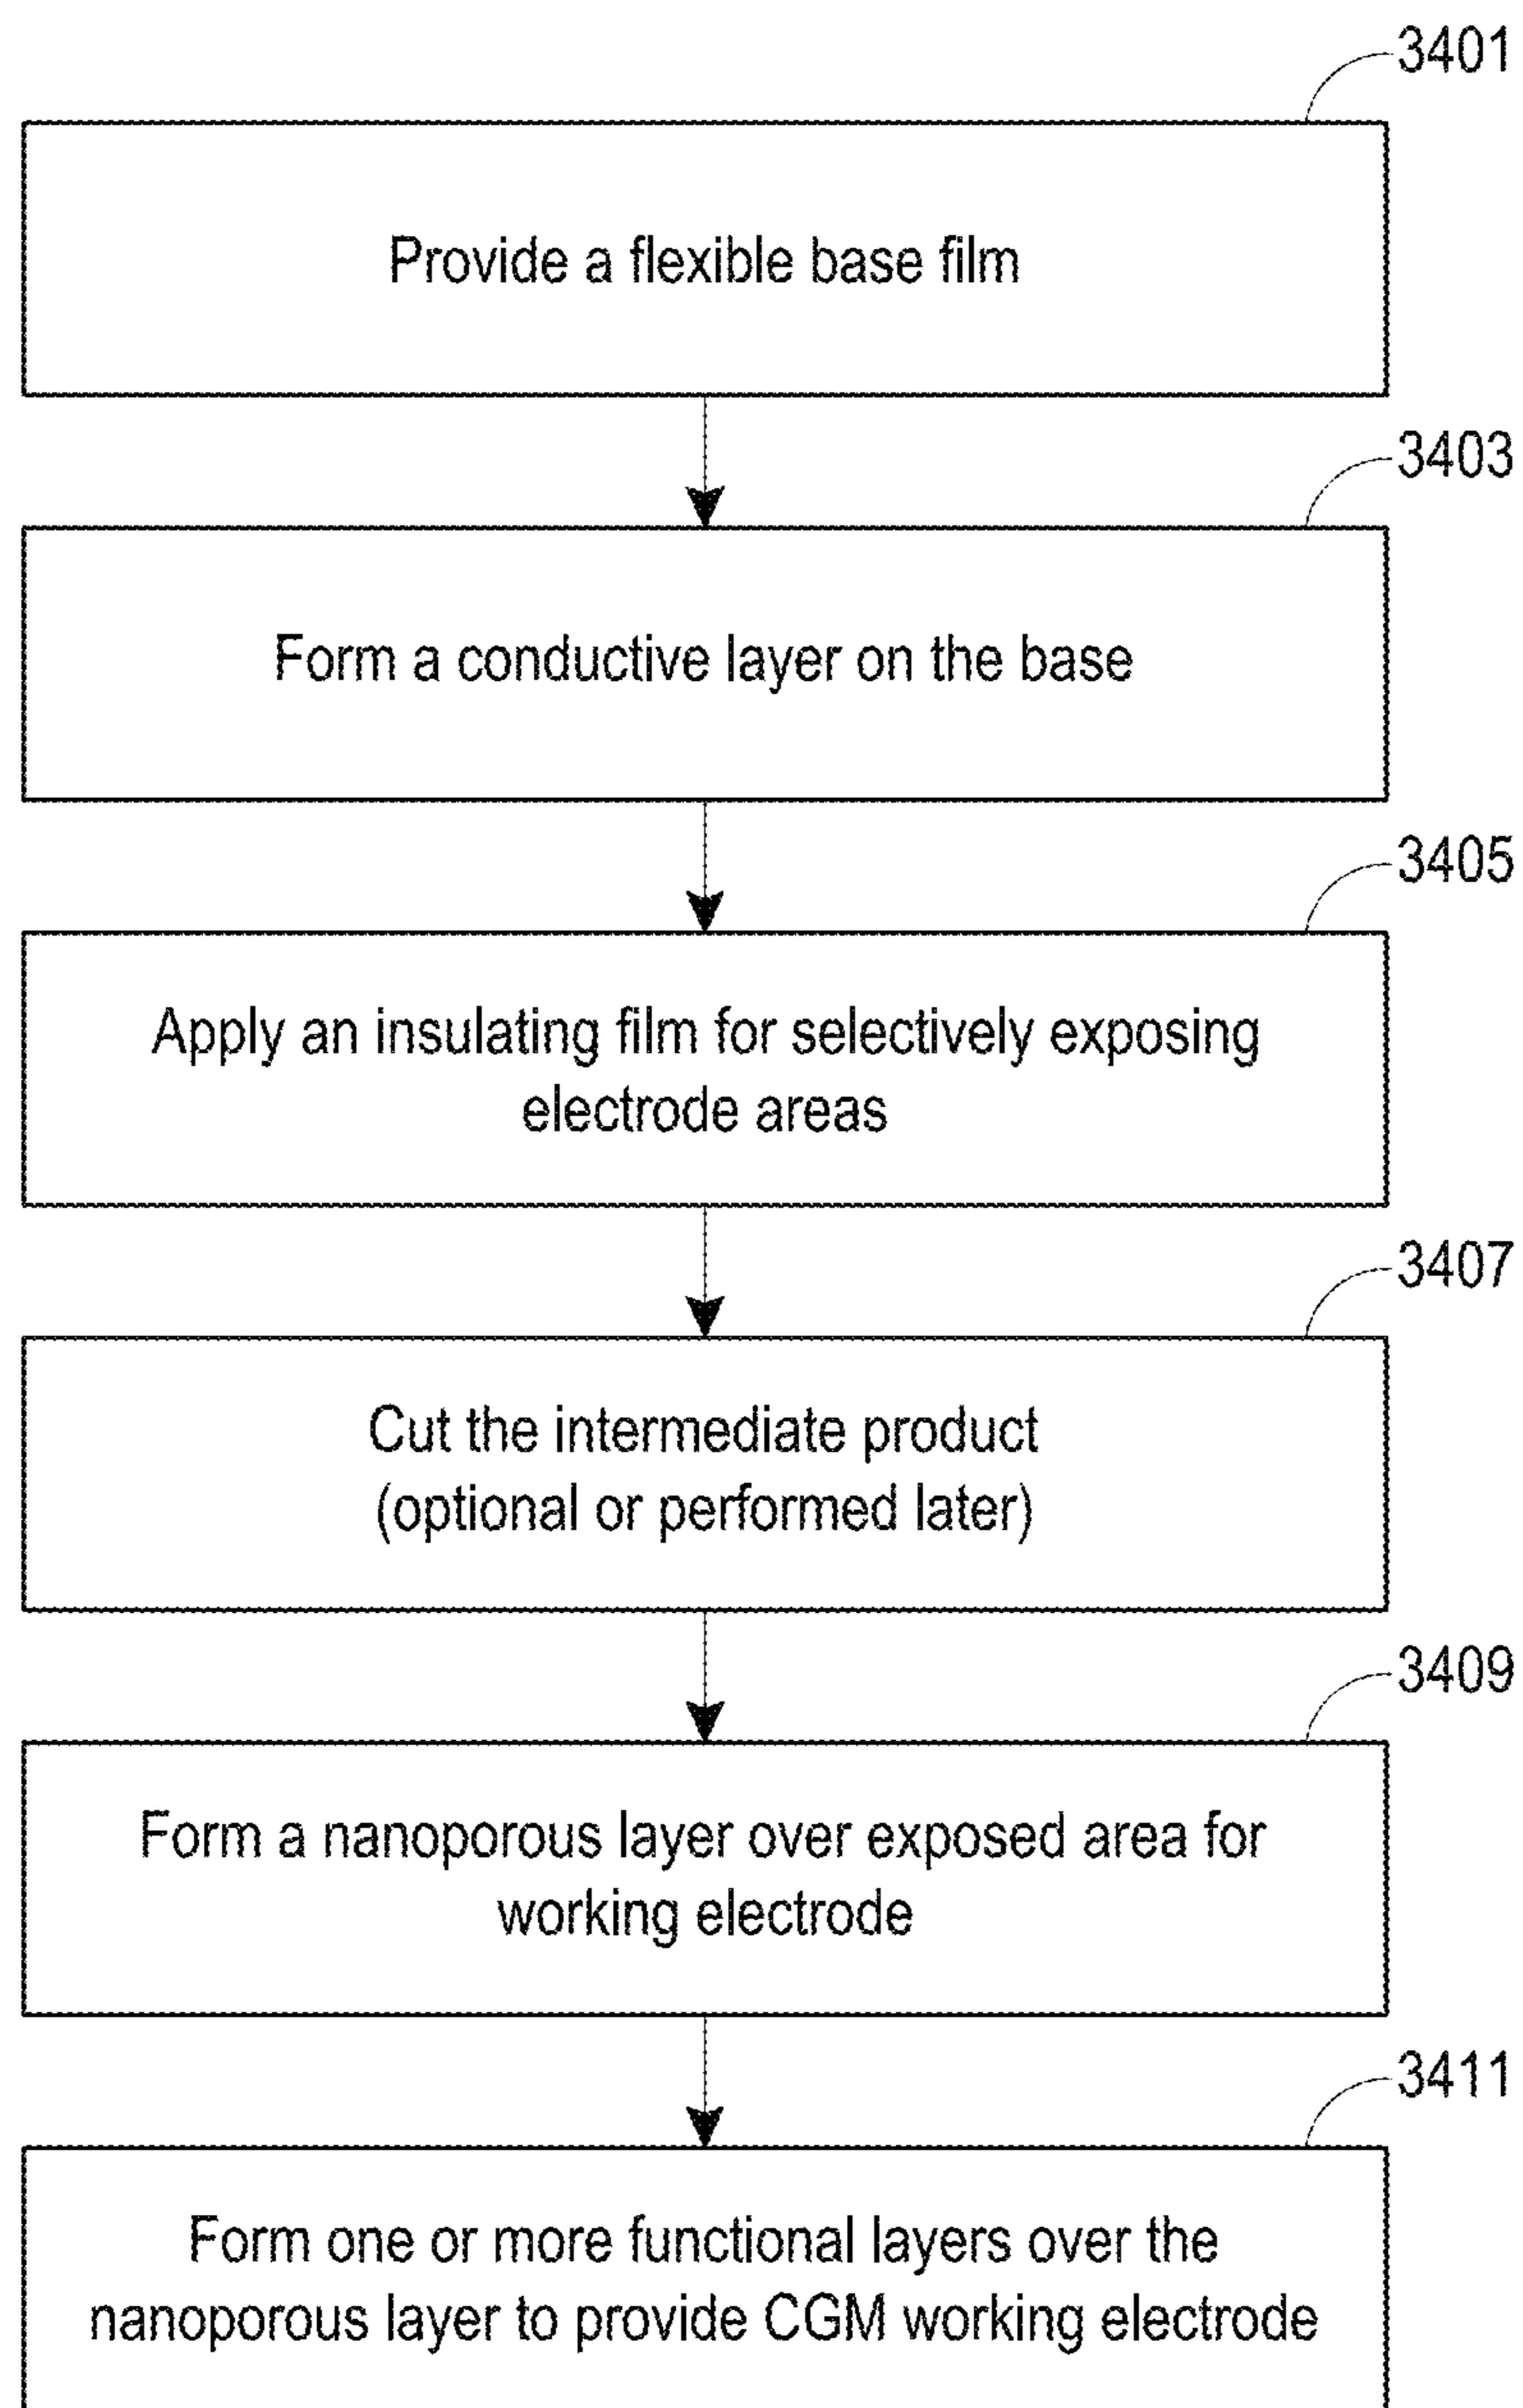 3401
Provide a flexible base film
3403
Form a conductive layer on the base
3405
Apply an insulating film for selectively exposing
electrode areas
3407
Cut the intermediate product
(optional or performed later)
3409
Form a nanoporous layer over exposed area for
working electrode
3411
Form one or more functional layers over the
nanoporous layer to provide CGM working electrode